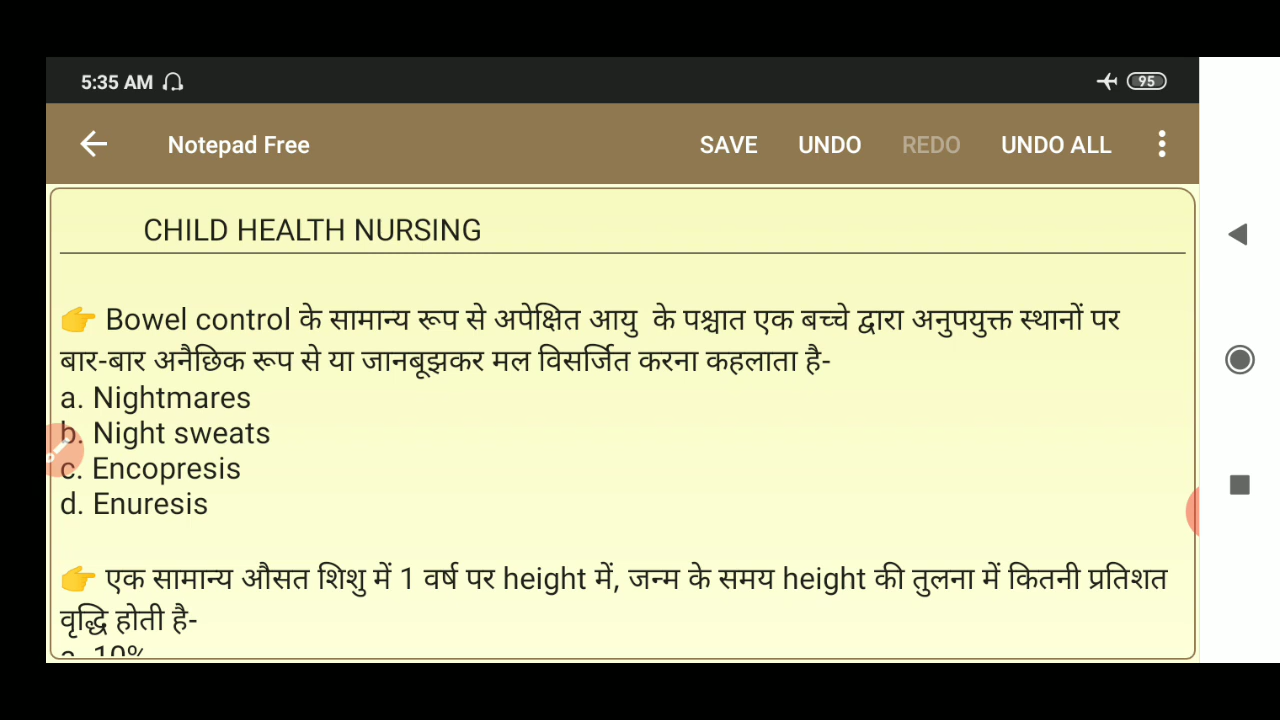 5:35 AM
95
Notepad Free SAVE UNDO REDO UNDO ALL
CHILD HEALTH NURSING
👉 Bowel control के सामान्य रूप से अपेक्षित आयु के पश्चात एक बच्चे द्वारा अनुपयुक्त स्थानों पर
बार-बार अनैछिक रूप से या जानबूझकर मल विसर्जित करना कहलाता है-
a. Nightmares
b. Night sweats
c. Encopresis
d. Enuresis
👉 एक सामान्य औसत शिशु में 1 वर्ष पर height में, जन्म के समय height की तुलना में कितनी प्रतिशत
वृद्धि होती है-
a. 10%